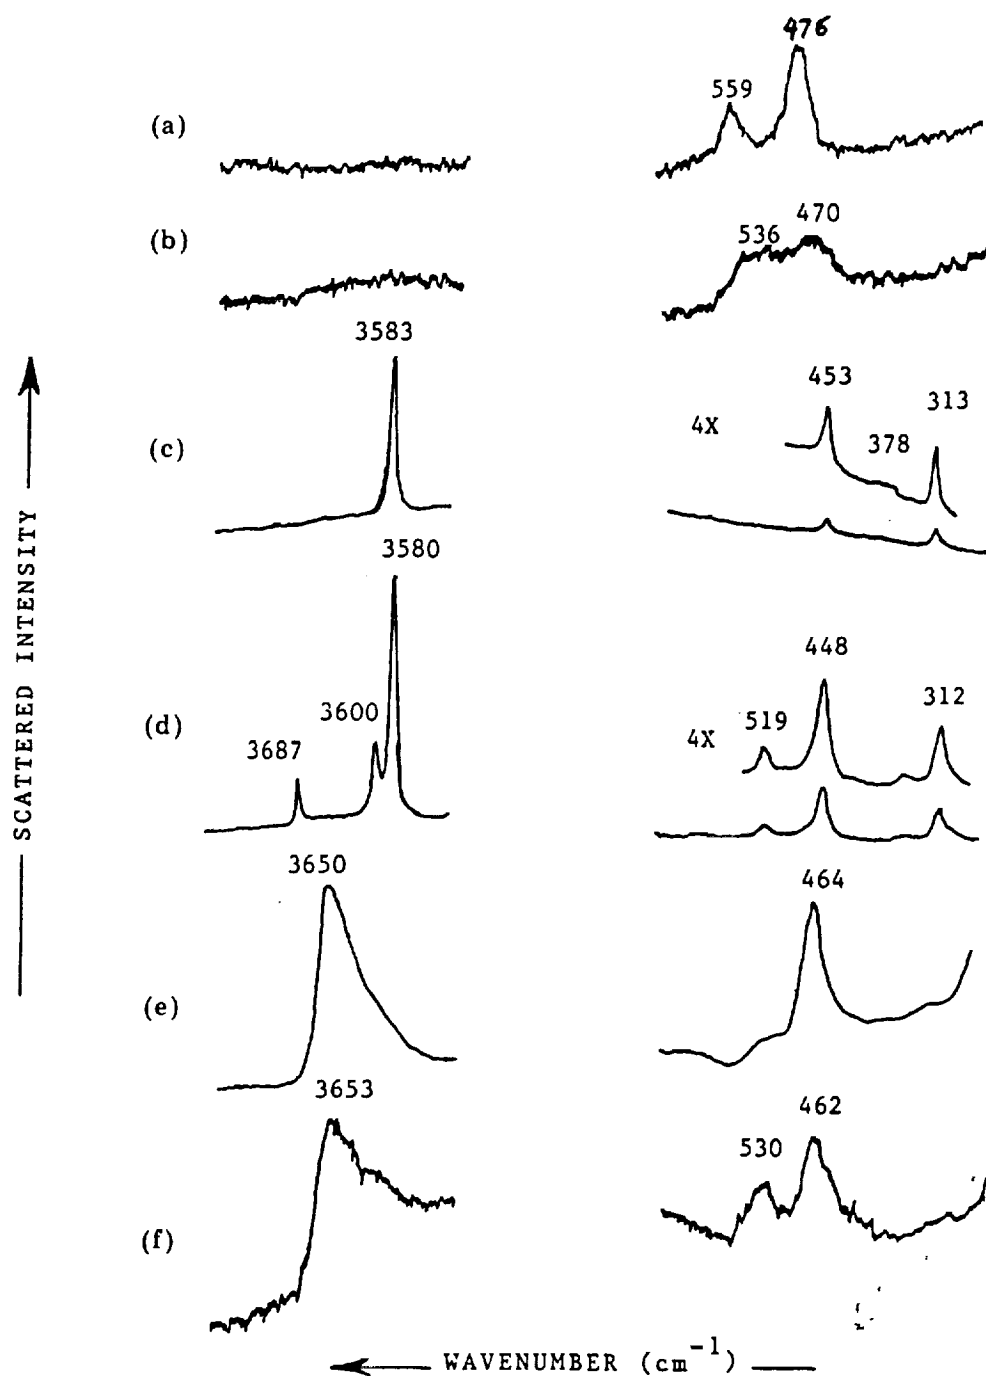 476
559
(a)
470
536
(b)
3583
453
313
4X
378
(c)
3580
448
312
3600
519
(d)
4X
3687
3650
464
(e)
3653
462
530
(f)
SCATTERED INTENSITY
WAVENUMBER (cm⁻¹)